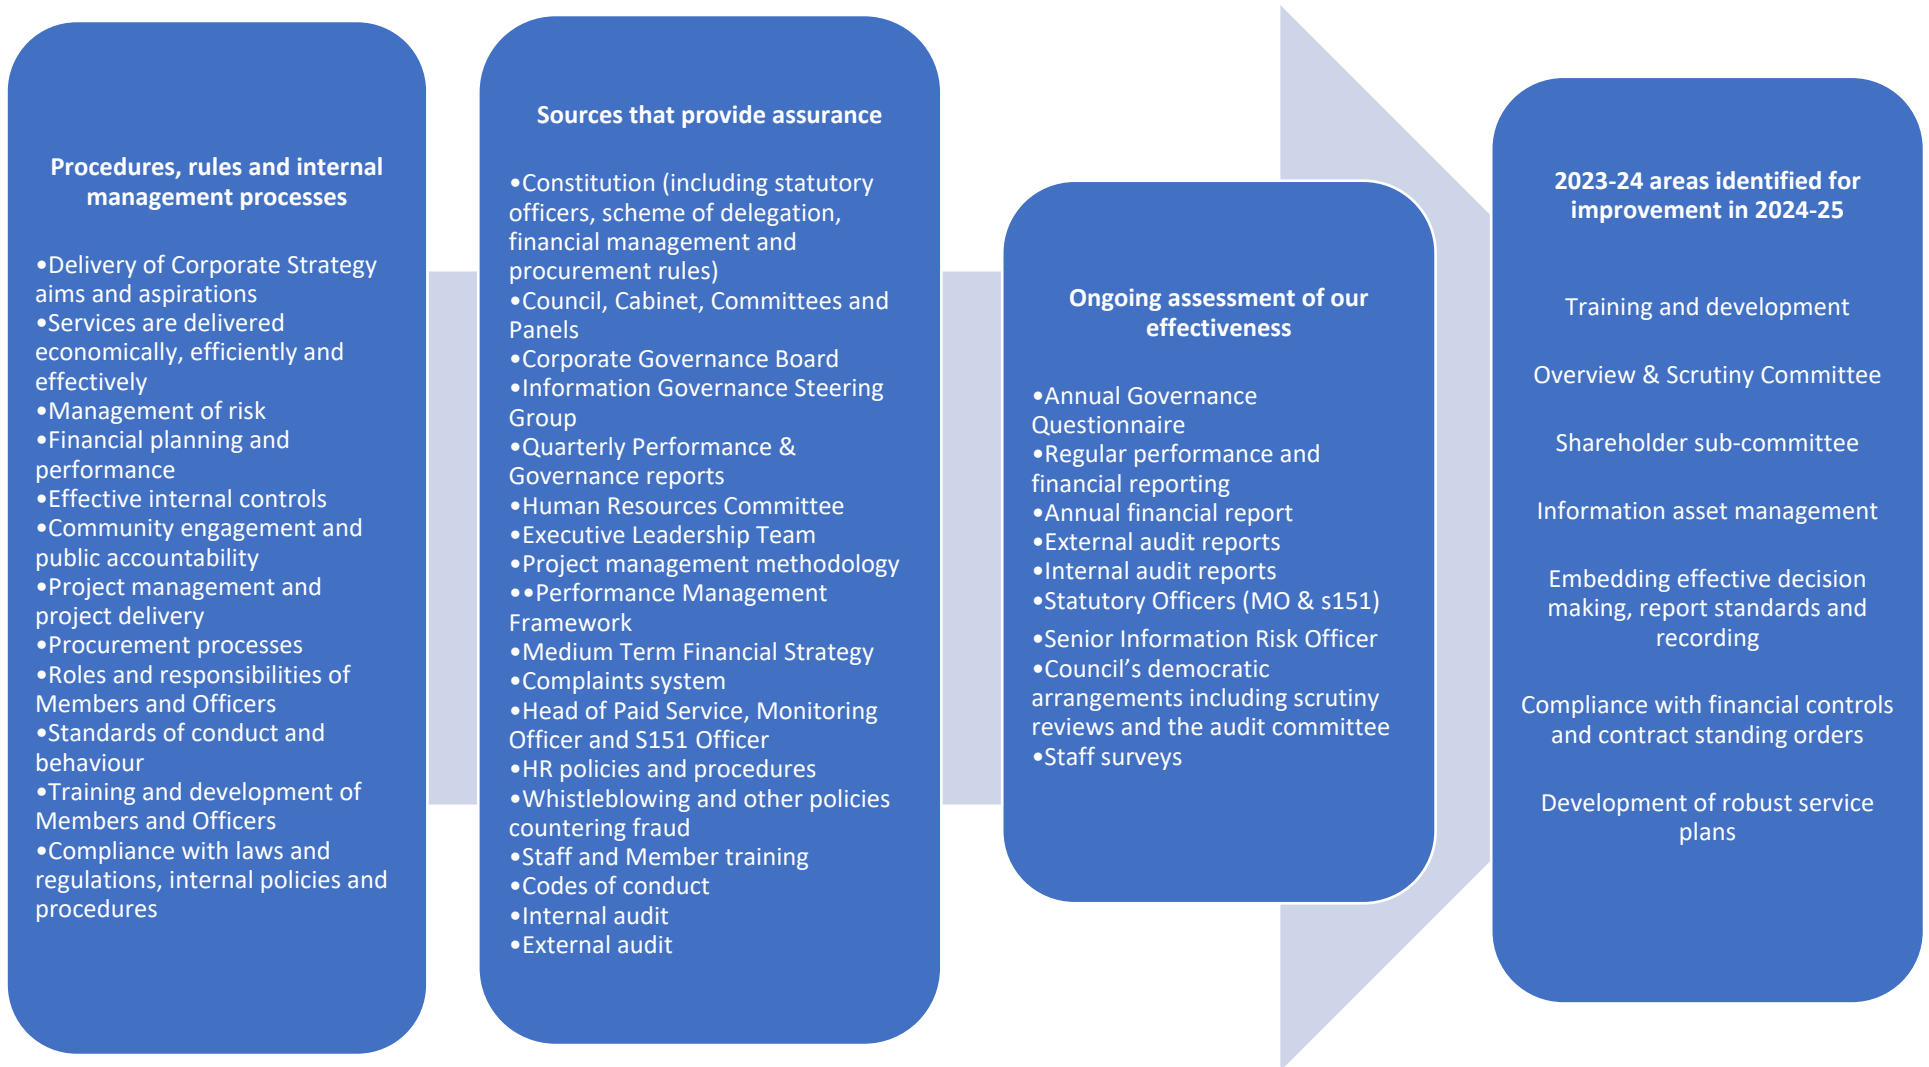 Procedures, rules and internal
management processes
•Delivery of Corporate Strategy
aims and aspirations
•Services are delivered
economically, efficiently and
effectively
•Management of risk
•Financial planning and
performance
•Effective internal controls
•Community engagement and
public accountability
•Project management and
project delivery
•Procurement processes
•Roles and responsibilities of
Members and Officers
•Standards of conduct and
behaviour
•Training and development of
Members and Officers
•Compliance with laws and
regulations, internal policies and
procedures
Sources that provide assurance
•Constitution (including statutory
officers, scheme of delegation,
financial management and
procurement rules)
•Council, Cabinet, Committees and
Panels
•Corporate Governance Board
•Information Governance Steering
Group
•Quarterly Performance &
Governance reports
•Human Resources Committee
•Executive Leadership Team
•Project management methodology
••Performance Management
Framework
•Medium Term Financial Strategy
•Complaints system
•Head of Paid Service, Monitoring
Officer and S151 Officer
•HR policies and procedures
•Whistleblowing and other policies
countering fraud
•Staff and Member training
•Codes of conduct
•Internal audit
•External audit
Ongoing assessment of our
effectiveness
•Annual Governance
Questionnaire
•Regular performance and
financial reporting
•Annual financial report
•External audit reports
•Internal audit reports
•Statutory Officers (MO & s151)
•Senior Information Risk Officer
•Council’s democratic
arrangements including scrutiny
reviews and the audit committee
•Staff surveys
2023-24 areas identified for
improvement in 2024-25
Training and development
Overview & Scrutiny Committee
Shareholder sub-committee
Information asset management
Embedding effective decision
making, report standards and
recording
Compliance with financial controls
and contract standing orders
Development of robust service
plans